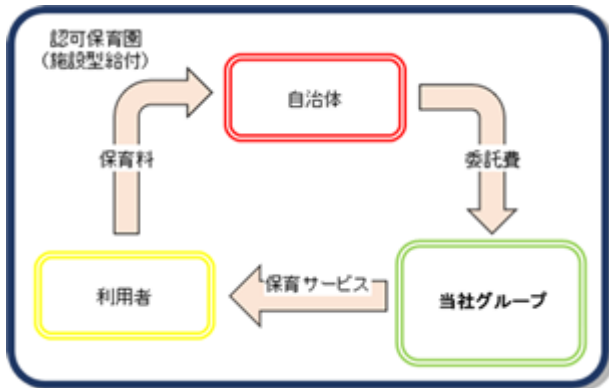 認可保育園
(施設型給付)
自治体
保育料
委託費
利用者
保育サービス
当社グループ